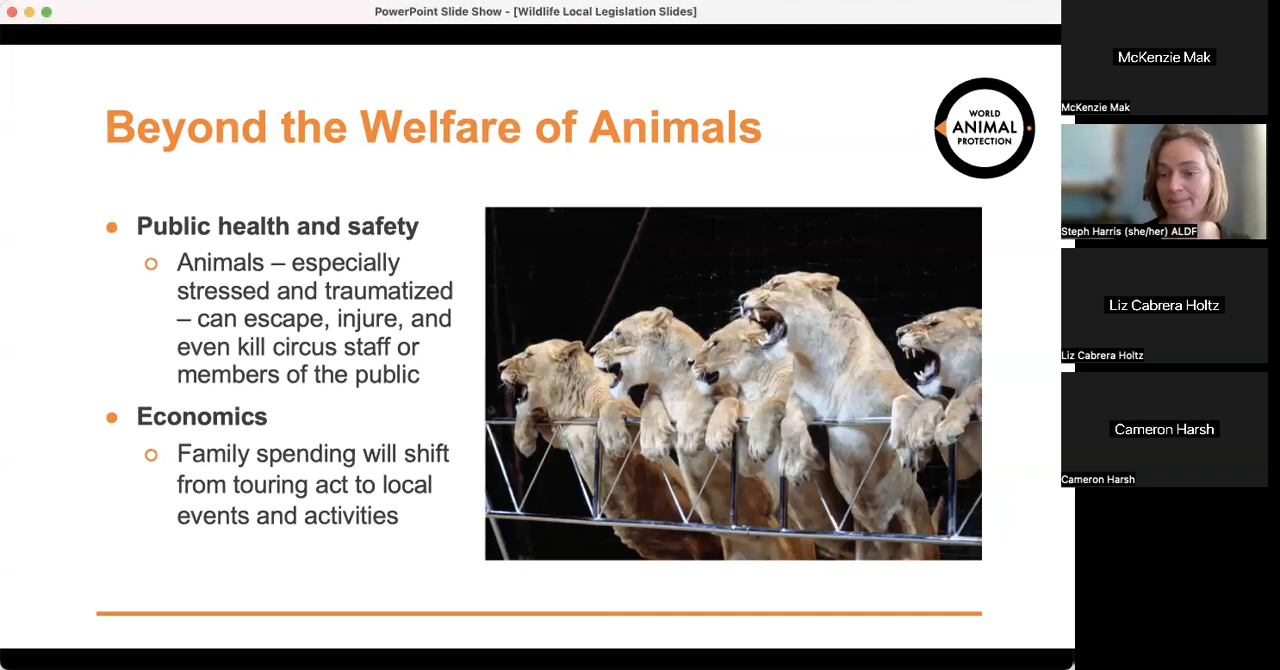 PowerPoint Slide Show - [Wildlife Local Legislation Slides]
Beyond the Welfare of Animals
WORLD
ANIMAL
PROTECTION
• Public health and safety
○ Animals – especially
stressed and traumatized
– can escape, injure, and
even kill circus staff or
members of the public
• Economics
○ Family spending will shift
from touring act to local
events and activities
McKenzie Mak
McKenzie Mak
Steph Harris (she/her) ALDF
Liz Cabrera Holtz
Liz Cabrera Holtz
Cameron Harsh
Cameron Harsh